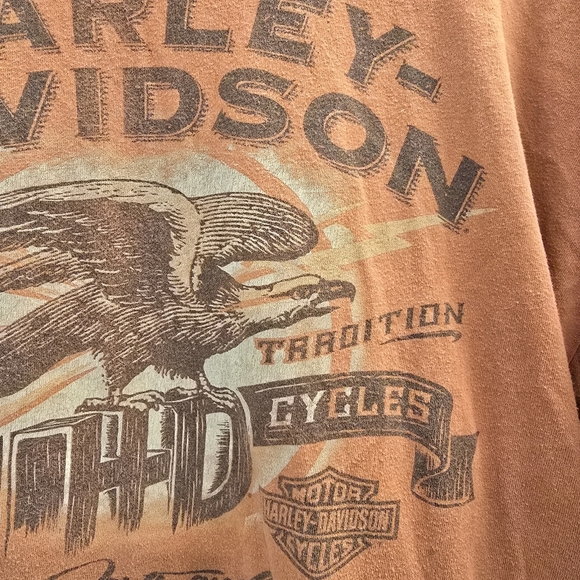 ARLEY-
VIDSON
TRADITION
CYCLES
H-D
MOTOR
HARLEY-DAVIDSON
CYCLES